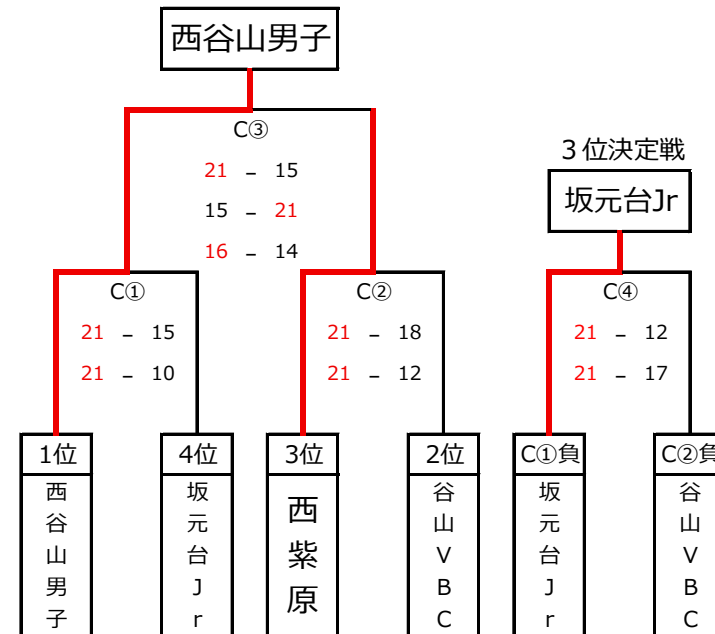 西谷山男子
C③
21 － 15
15 － 21
16 － 14
3位決定戦
坂元台Jr
C①
21 － 15
21 － 10
C②
21 － 18
21 － 12
C④
21 － 12
21 － 17
1位
西谷山男子
4位
坂元台Jr
3位
西紫原
2位
谷山VBC
C①負
坂元台Jr
C②負
谷山VBC